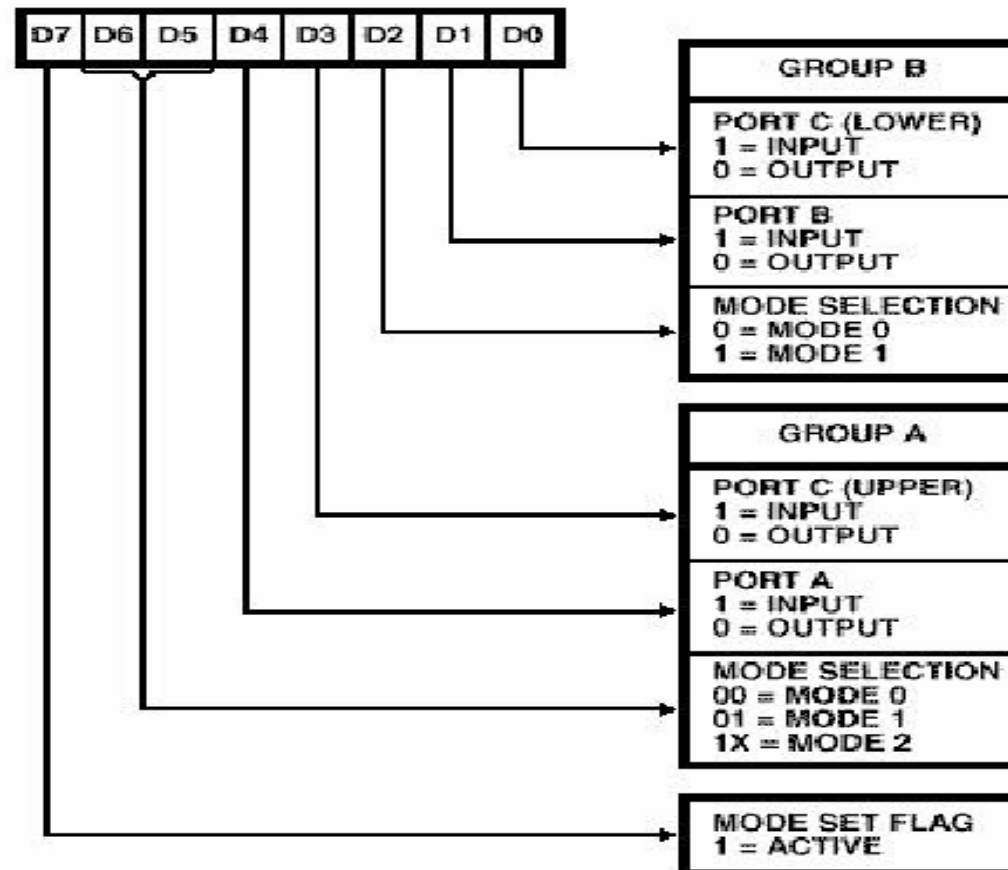 D7 D6 D5 D4 D3 D2 D1 D0
GROUP B
PORT C (LOWER)
1 = INPUT
0 = OUTPUT
PORT B
1 = INPUT
0 = OUTPUT
MODE SELECTION
0 = MODE 0
1 = MODE 1
GROUP A
PORT C (UPPER)
1 = INPUT
0 = OUTPUT
PORT A
1 = INPUT
0 = OUTPUT
MODE SELECTION
00 = MODE 0
01 = MODE 1
1X = MODE 2
MODE SET FLAG
1 = ACTIVE